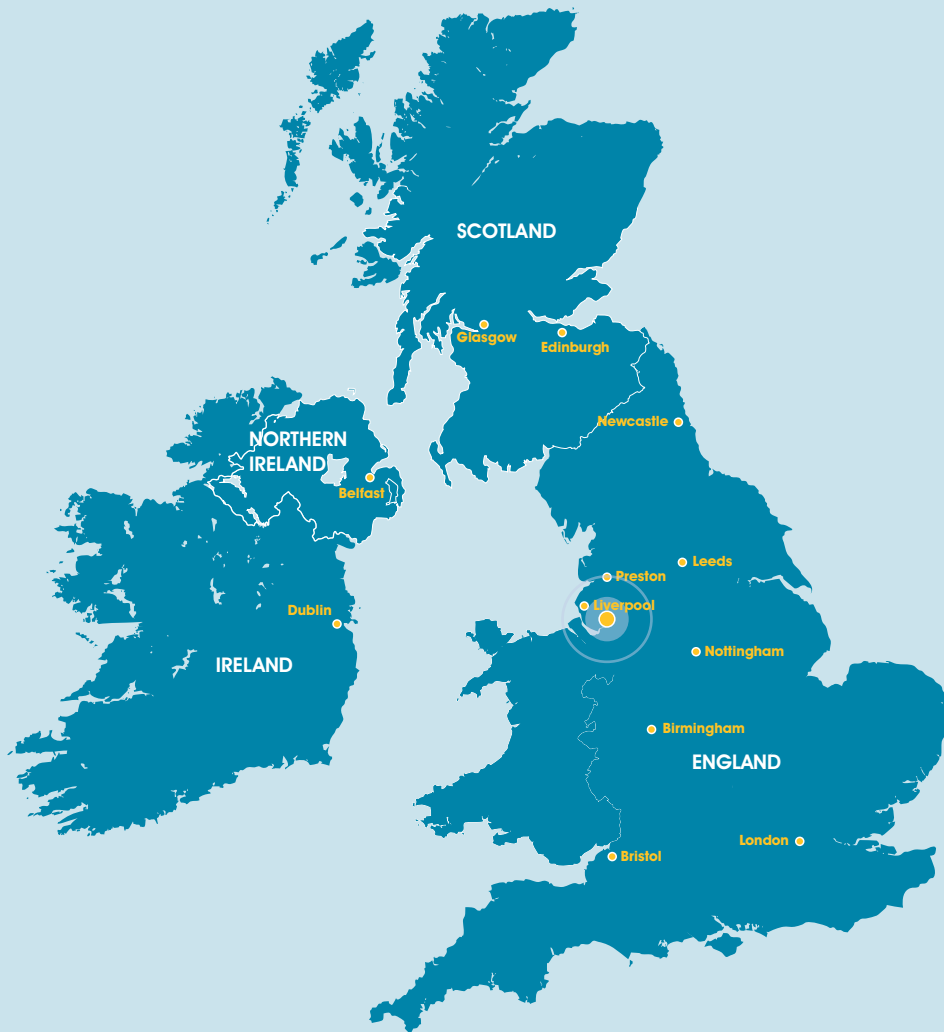 SCOTLAND
Glasgow
Edinburgh
Newcastle
NORTHERN
IRELAND
Belfast
Leeds
Preston
Liverpool
Dublin
Nottingham
IRELAND
Birmingham
ENGLAND
London
Bristol